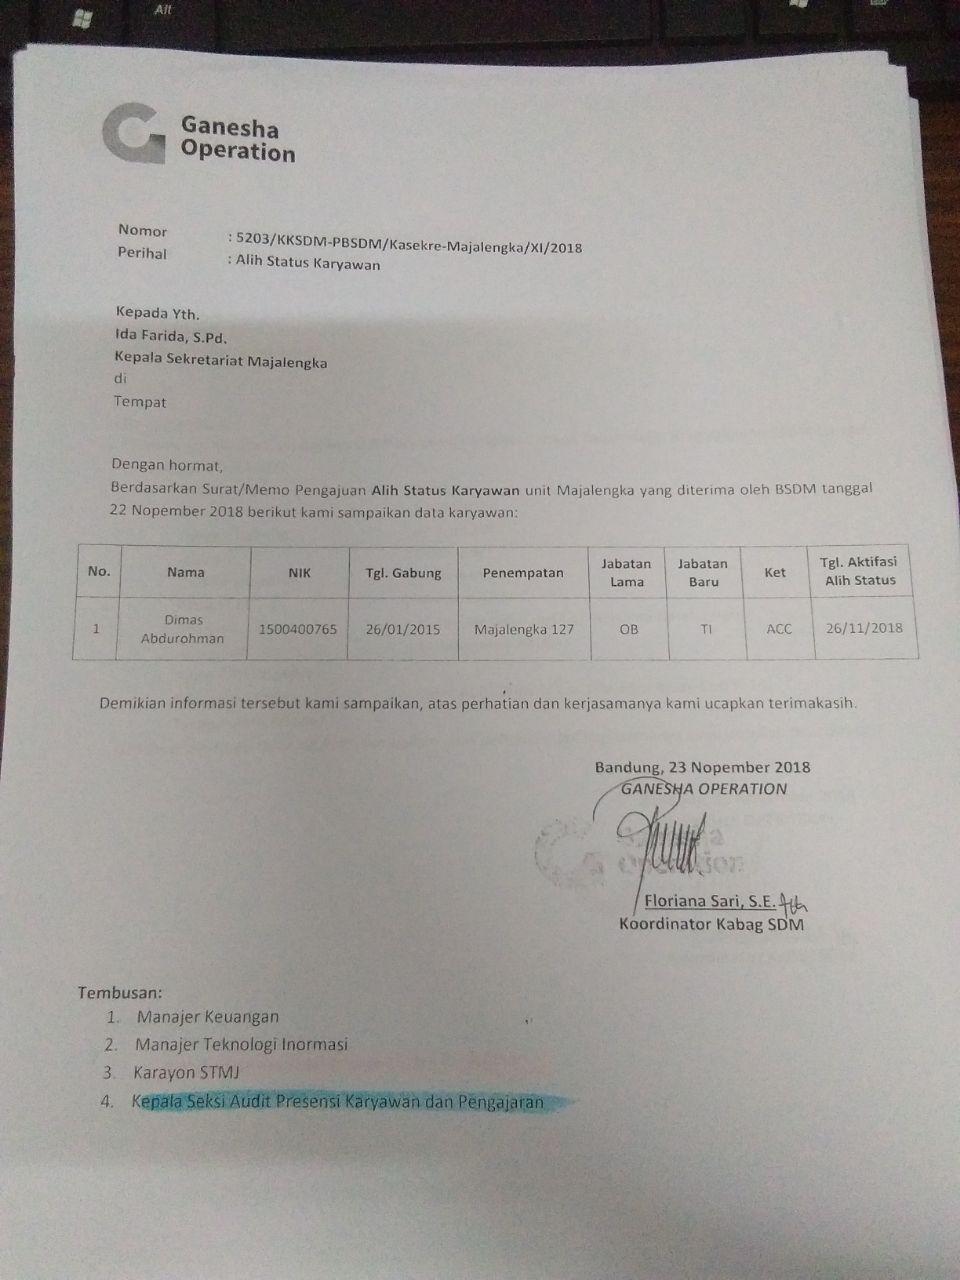 Alt
Ganesha
Operation
Nomor : 5203/KKSDM-PBSDM/Kasekre-Majalengka/XI/2018
Perihal : Alih Status Karyawan
Kepada Yth.
Ida Farida, S.Pd.
Kepala Sekretariat Majalengka
di
Tempat
Dengan hormat,
Berdasarkan Surat/Memo Pengajuan Alih Status Karyawan unit Majalengka yang diterima oleh BSDM tanggal
22 Nopember 2018 berikut kami sampaikan data karyawan:
No. Nama NIK Tgl. Gabung Penempatan Jabatan Lama Jabatan Baru Ket Tgl. Aktifasi Alih Status
1 Dimas Abdurohman 1500400765 26/01/2015 Majalengka 127 OB TI ACC 26/11/2018
Demikian informasi tersebut kami sampaikan, atas perhatian dan kerjasamanya kami ucapkan terimakasih.
Bandung, 23 Nopember 2018
GANESHA OPERATION
Floriana Sari, S.E.
Koordinator Kabag SDM
Tembusan:
1. Manajer Keuangan
2. Manajer Teknologi Inormasi
3. Karayon STMJ
4. Kepala Seksi Audit Presensi Karyawan dan Pengajaran